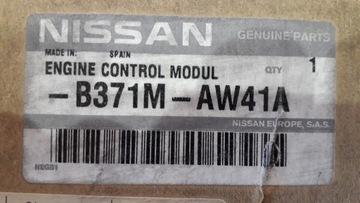 NISSAN GENUINE PARTS
MADE IN: SPAIN
ENGINE CONTROL MODUL QTY 1
-B371M-AW41A
NISSAN EUROPE, S.A.S.